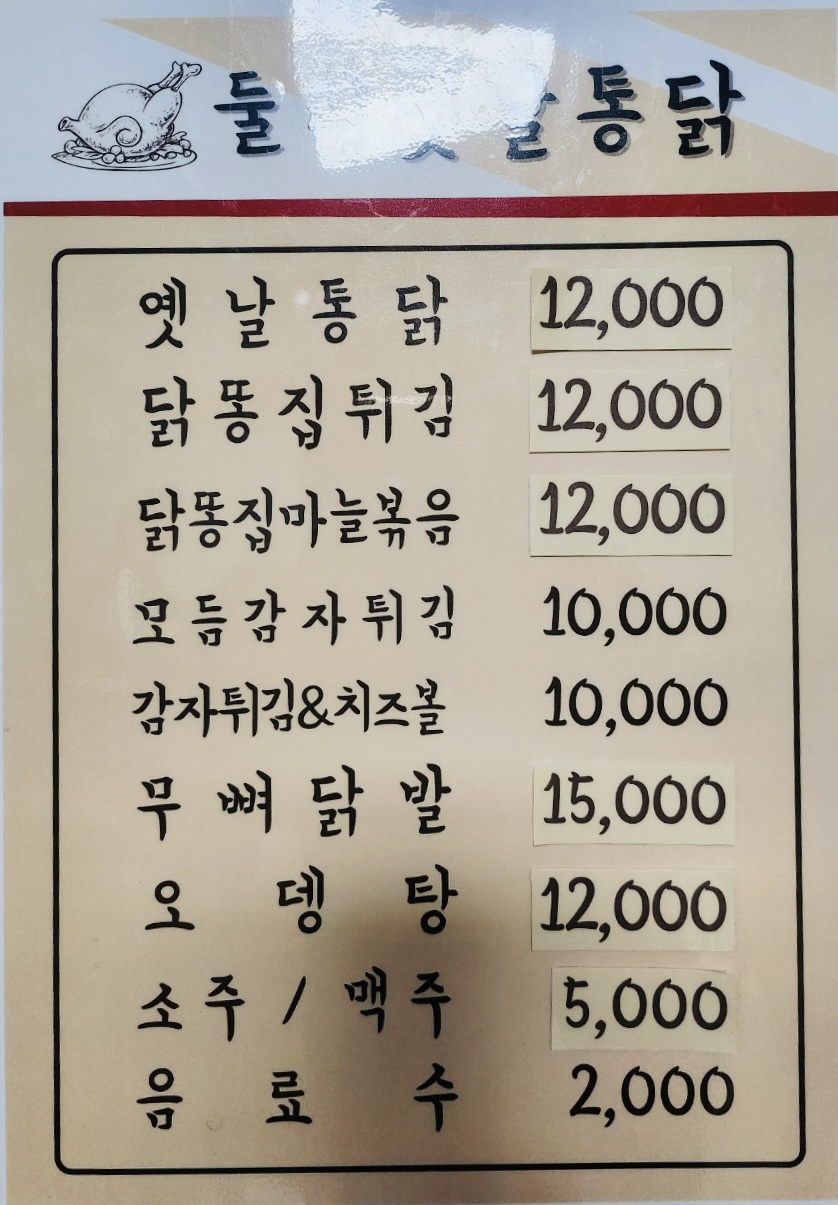 통닭
옛날통닭 12,000
닭똥집튀김 12,000
닭똥집마늘볶음 12,000
모듬감자튀김 10,000
감자튀김&치즈볼 10,000
무뼈닭발 15,000
오뎅탕 12,000
소주 / 맥주 5,000
음료수 2,000